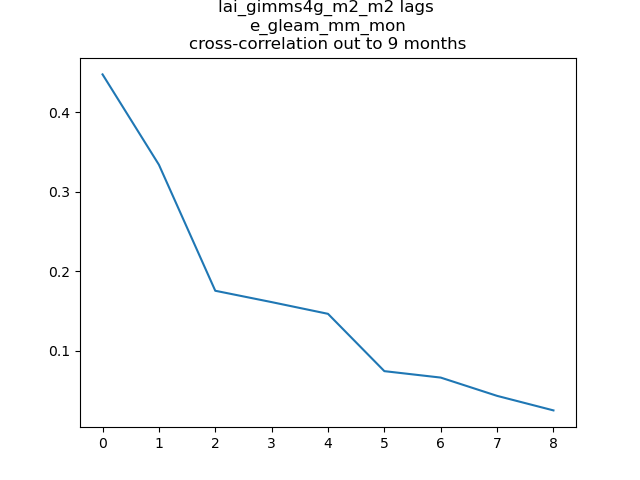 lai_gimms4g_m2_m2 lags
e_gleam_mm_mon
cross-correlation out to 9 months
0.4
0.3
0.2
0.1
0 1 2 3 4 5 6 7 8